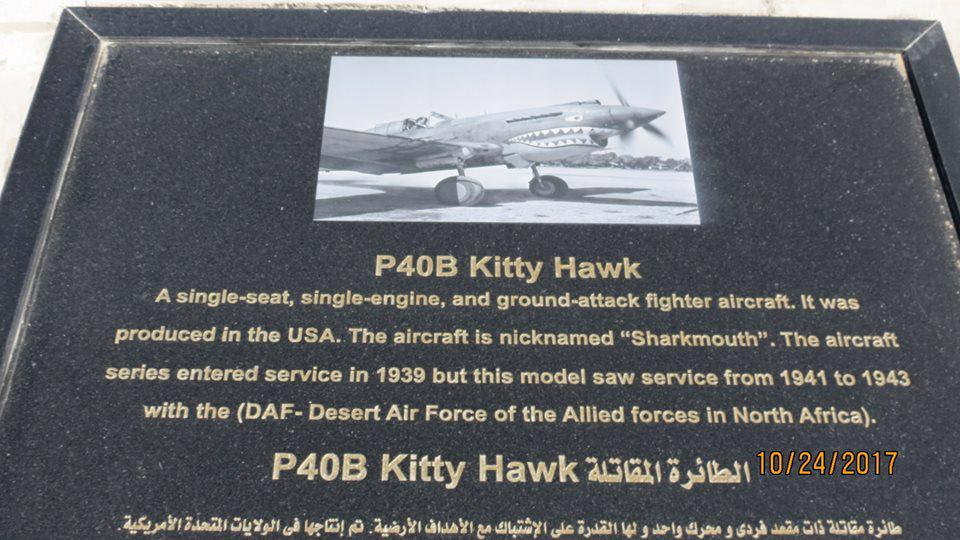 P40B Kitty Hawk
A single-seat, single-engine, and ground-attack fighter aircraft. It was
produced in the USA. The aircraft is nicknamed “Sharkmouth”. The aircraft
series entered service in 1939 but this model saw service from 1941 to 1943
with the (DAF- Desert Air Force of the Allied forces in North Africa).
الطائرة المقاتلة P40B Kitty Hawk
10/24/2017
طائرة مقاتلة ذات مقعد فردى و محرك واحد و لها القدرة على الإشتباك مع الأهداف الأرضية. تم إنتاجها فى الولايات المتحدة الأمريكية.